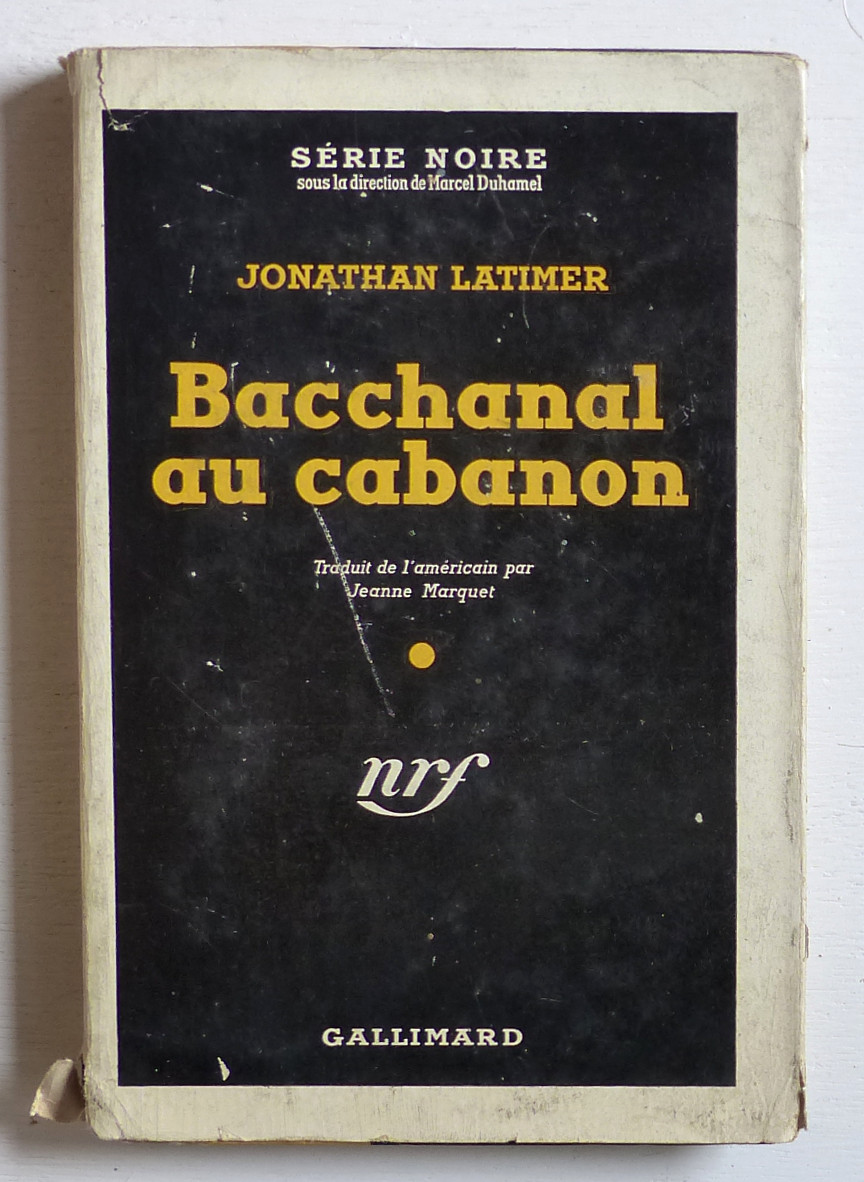 SÉRIE NOIRE
sous la direction de Marcel Duhamel
JONATHAN LATIMER
Bacchanal
au cabanon
Traduit de l'américain par
Jeanne Marquet
nrf
GALLIMARD